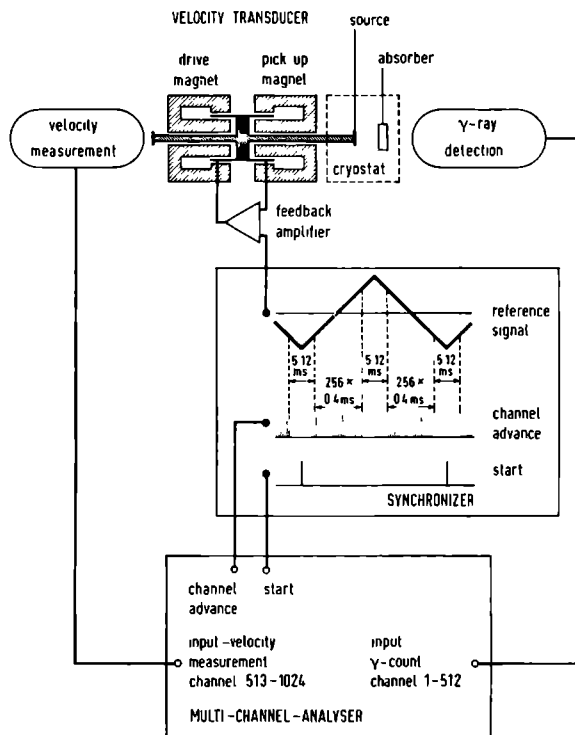 VELOCITY TRANSDUCER
source
drive
magnet
pick up
magnet
absorber
velocity
measurement
cryostat
γ-ray
detection
feedback
amplifier
reference
signal
5 12
ms
5 12
ms
5 12
ms
256 ×
0 4 ms
256 ×
0 4 ms
channel
advance
start
SYNCHRONIZER
channel
advance
start
input - velocity
measurement
channel 513 - 1024
input
γ - count
channel 1 - 512
MULTI - CHANNEL - ANALYSER